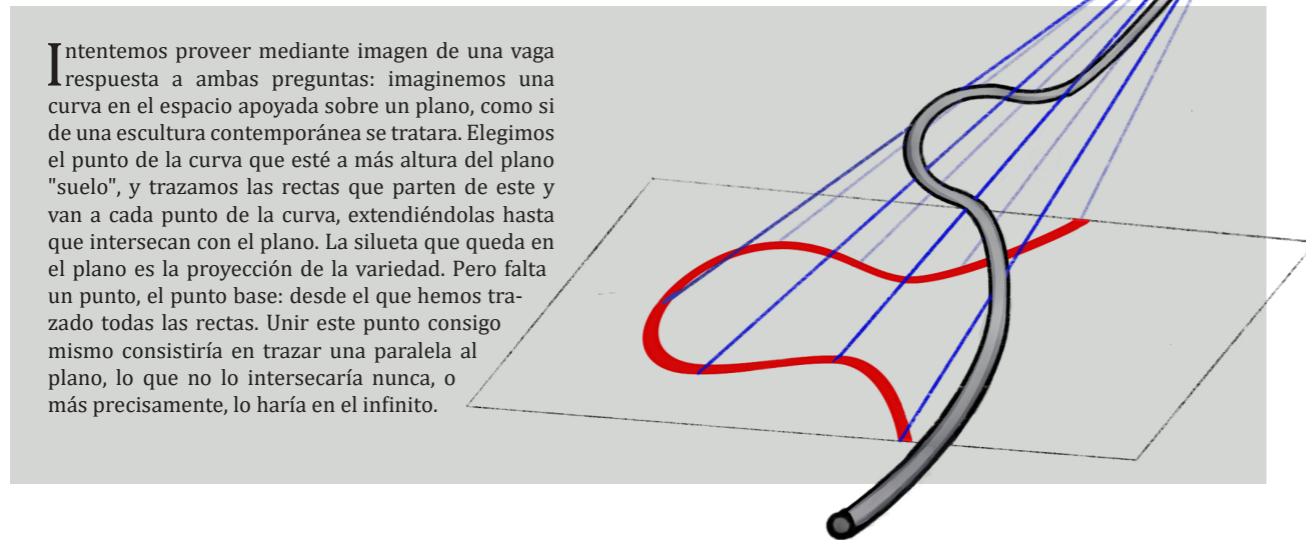 Intentemos proveer mediante imagen de una vaga
respuesta a ambas preguntas: imaginemos una
curva en el espacio apoyada sobre un plano, como si
de una escultura contemporánea se tratara. Elegimos
el punto de la curva que esté a más altura del plano
"suelo", y trazamos las rectas que parten de este y
van a cada punto de la curva, extendiéndolas hasta
que intersecan con el plano. La silueta que queda en
el plano es la proyección de la variedad. Pero falta
un punto, el punto base: desde el que hemos tra-
zado todas las rectas. Unir este punto consigo
mismo consistiría en trazar una paralela al
plano, lo que no lo intersecaría nunca, o
más precisamente, lo haría en el infinito.